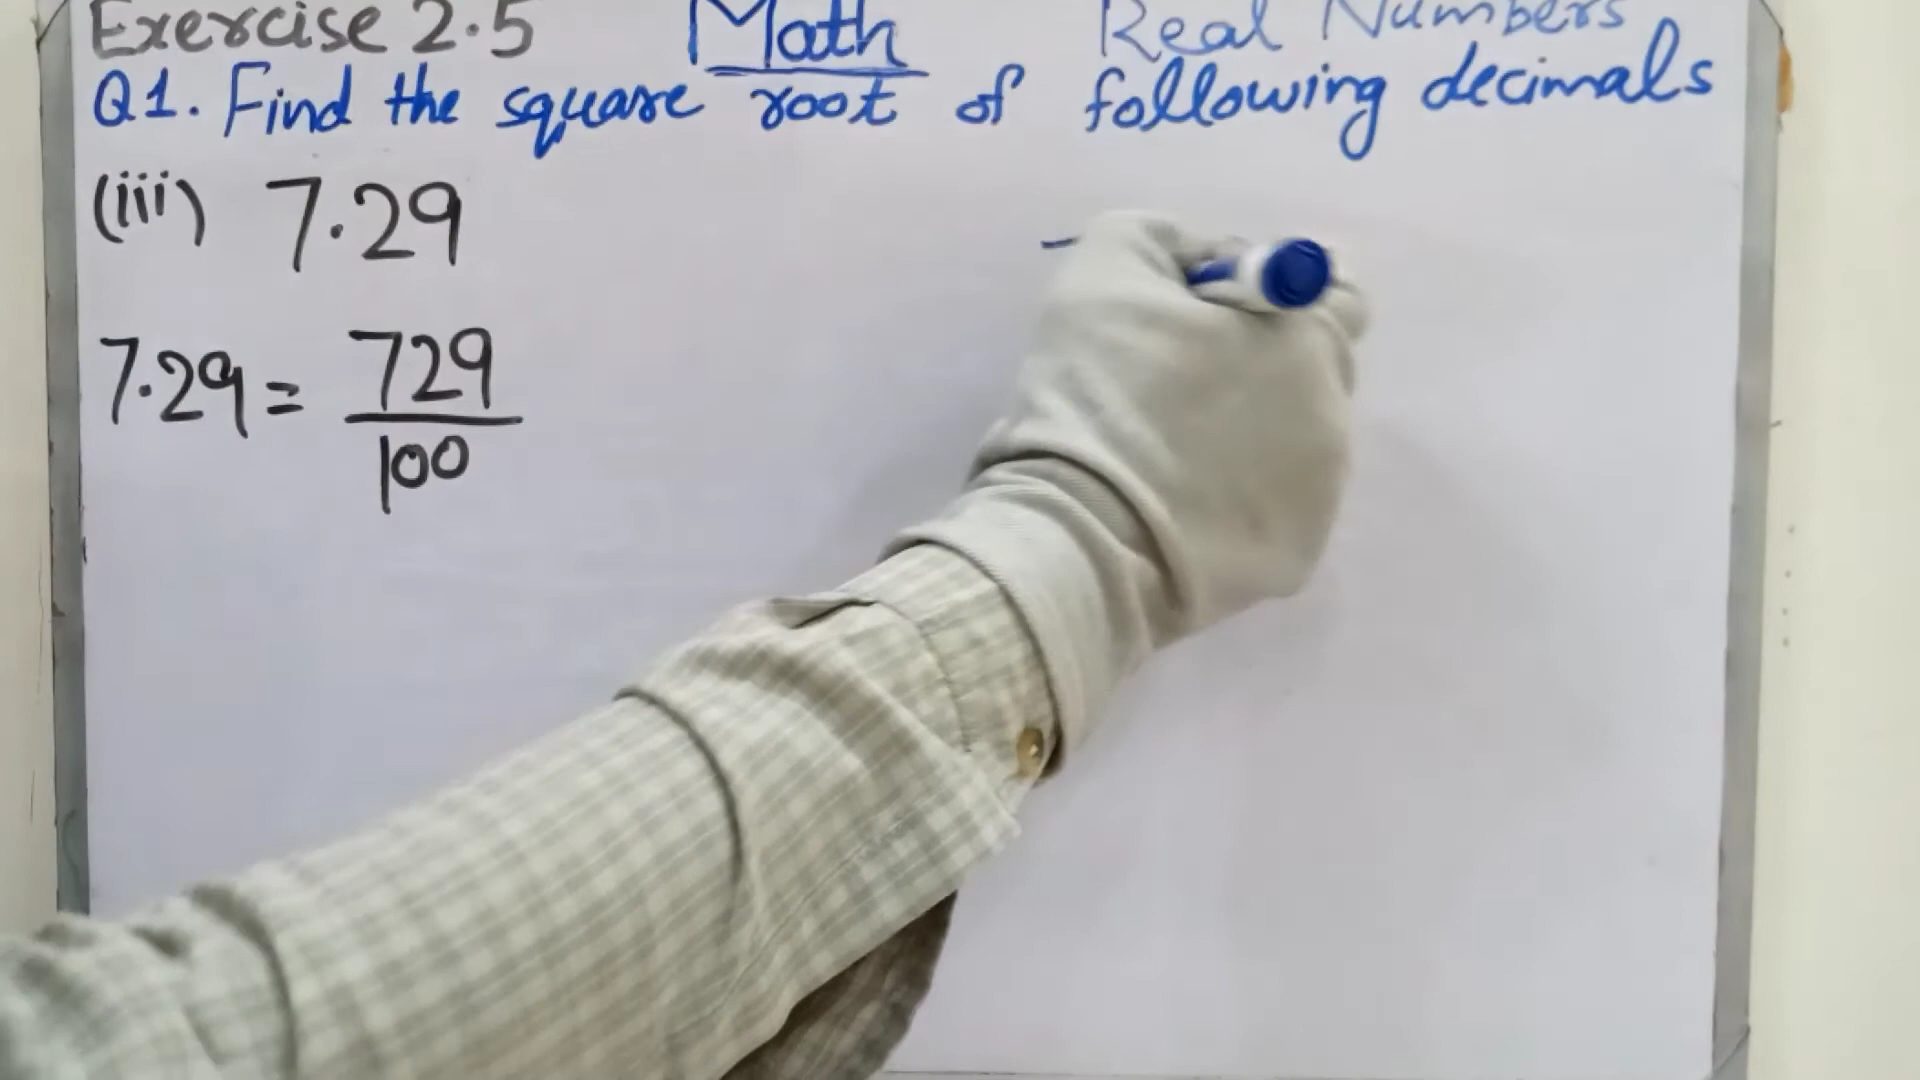 Exercise 2.5 Math Real Numbers
Q1. Find the square root of following decimals
(iii) 7.29
7.29 = 729
100